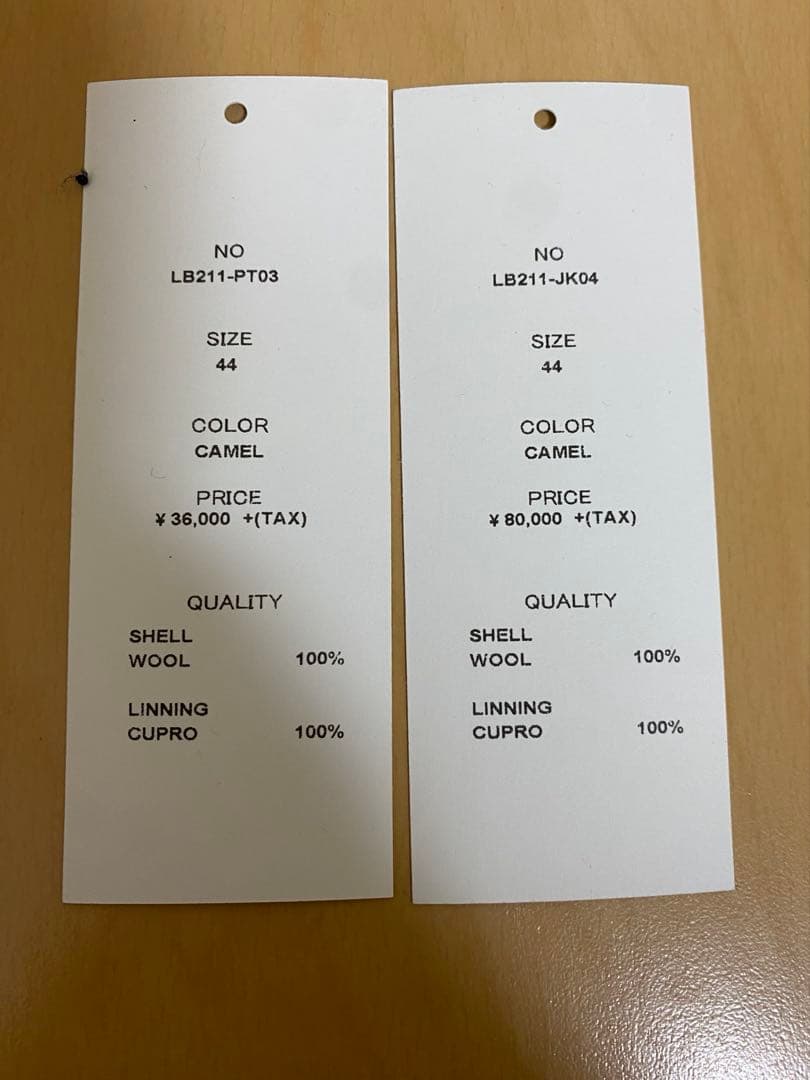 NO
LB211-PT03
SIZE
44
COLOR
CAMEL
PRICE
¥ 36,000 +(TAX)
QUALITY
SHELL
WOOL 100%
LINNING
CUPRO 100%
NO
LB211-JK04
SIZE
44
COLOR
CAMEL
PRICE
¥ 80,000 +(TAX)
QUALITY
SHELL
WOOL 100%
LINNING
CUPRO 100%